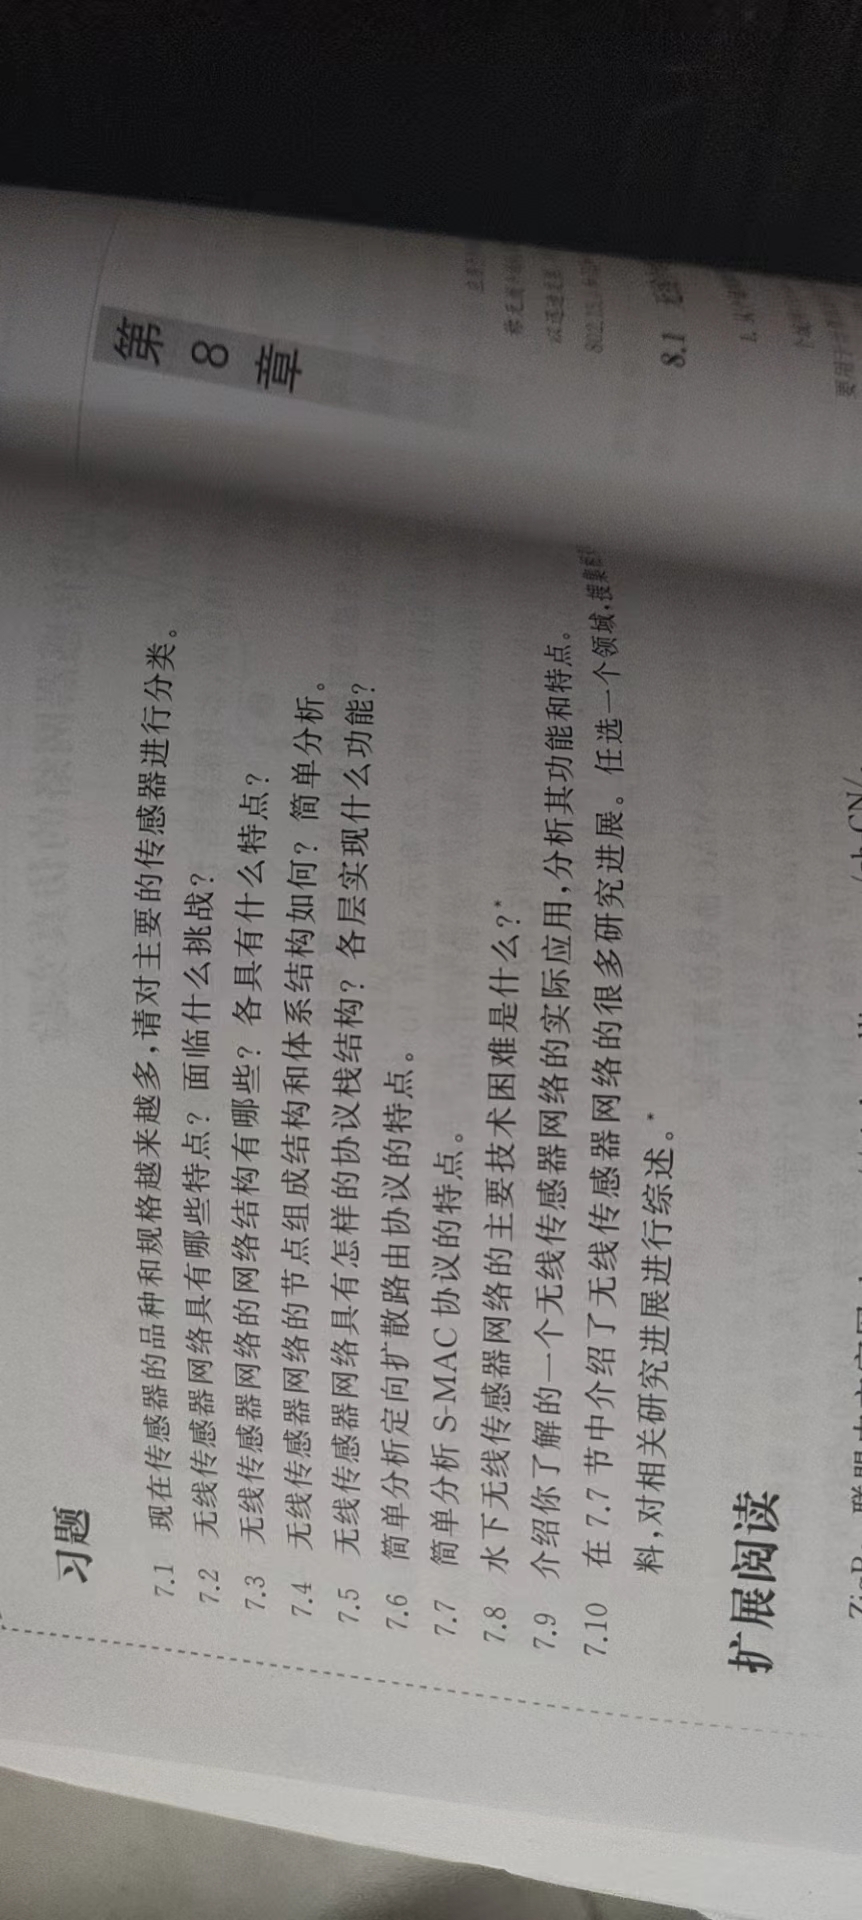 习题
7.1 现在传感器的品种和规格越来越多,请对主要的传感器进行分类。
7.2 无线传感器网络具有哪些特点？面临什么挑战？
7.3 无线传感器网络的网络结构有哪些？各具有什么特点？
7.4 无线传感器网络的节点组成结构和体系结构如何？简单分析。
7.5 无线传感器网络具有怎样的协议栈结构？各层实现什么功能？
7.6 简单分析定向扩散路由协议的特点。
7.7 简单分析 S-MAC 协议的特点。
7.8 水下无线传感器网络的主要技术困难是什么？*
7.9 介绍你了解的一个无线传感器网络的实际应用,分析其功能和特点。
7.10 在 7.7 节中介绍了无线传感器网络的很多研究进展。任选一个领域,搜集
料,对相关研究进展进行综述。*
扩展阅读
第
8
章
8.1